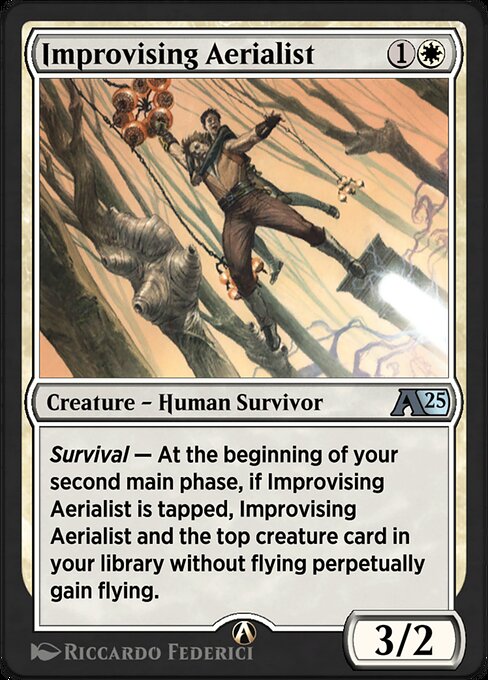 Improvising Aerialist 1
Creature – Human Survivor A25
Survival — At the beginning of your
second main phase, if Improvising
Aerialist is tapped, Improvising
Aerialist and the top creature card in
your library without flying perpetually
gain flying.
3/2
Riccardo Federici